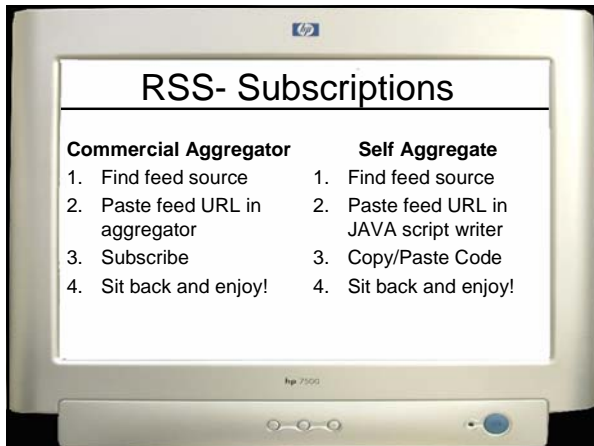 hp
RSS- Subscriptions
Commercial Aggregator
1. Find feed source
2. Paste feed URL in
aggregator
3. Subscribe
4. Sit back and enjoy!
Self Aggregate
1. Find feed source
2. Paste feed URL in
JAVA script writer
3. Copy/Paste Code
4. Sit back and enjoy!
hp 7500